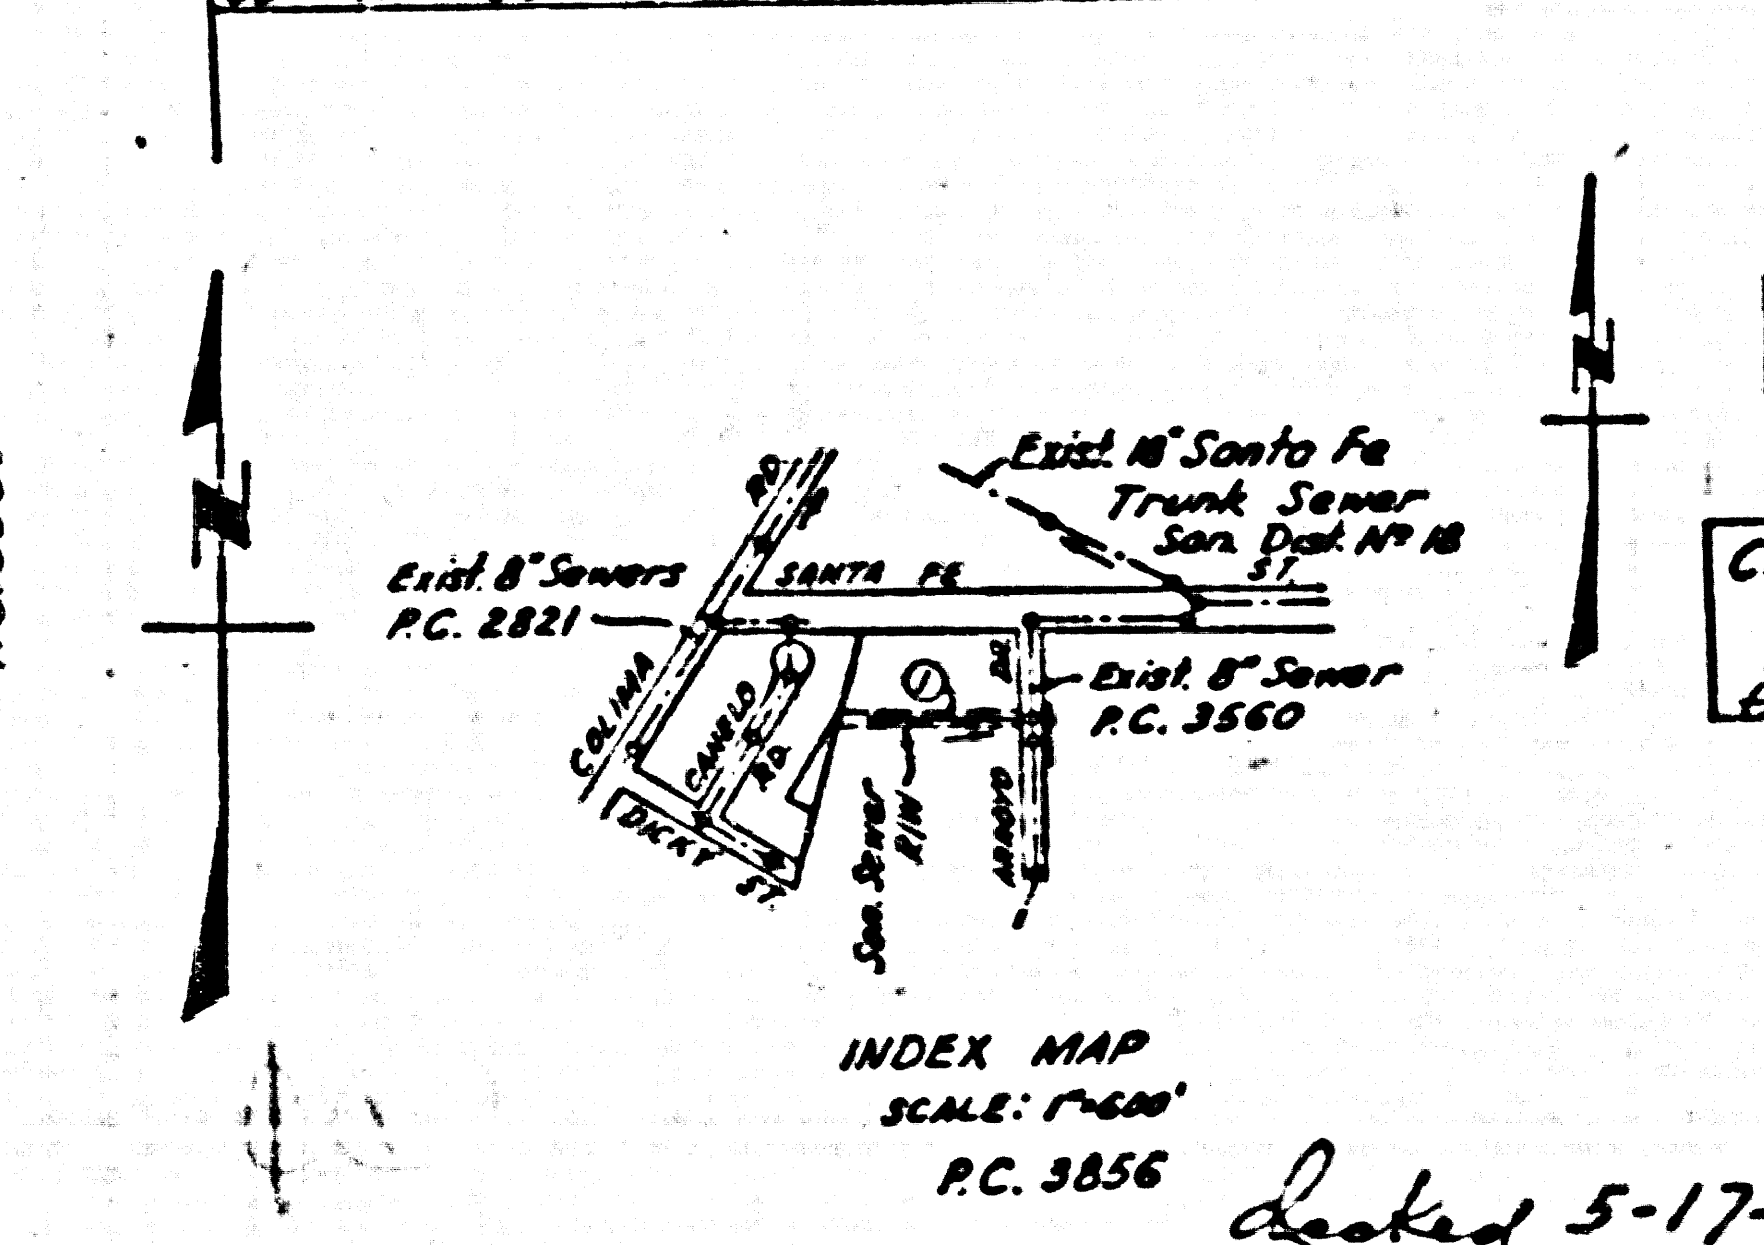 Exist. 18" Santa Fe
Trunk Sewer
San. Dist. Nº 18
RD.
SANTA FE ST.
Exist. 8" Sewers
P.C. 2821
N
N
COLIMA
CANELO
RD
DICKY ST.
1
DR
Exist. 8" Sewer
P.C. 3560
ARROYO
San. Sewer
R/W
INDEX MAP
SCALE: 1"=600'
P.C. 3856
5-17-